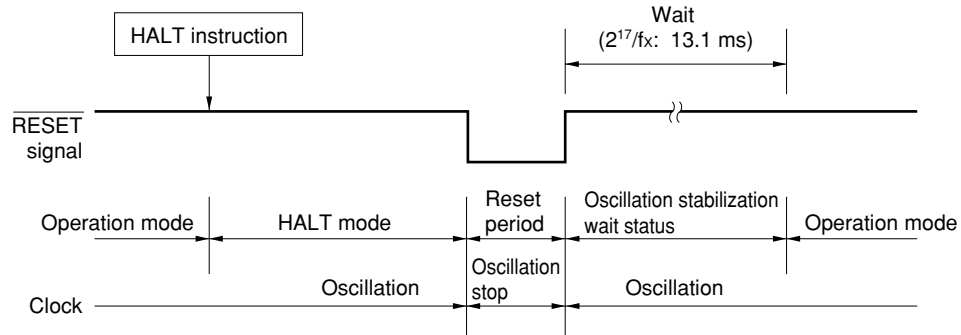 Wait
(2¹⁷/fx: 13.1 ms)
HALT instruction
RESET
signal
Operation mode
HALT mode
Reset
period
Oscillation stabilization
wait status
Operation mode
Clock
Oscillation
Oscillation
stop
Oscillation